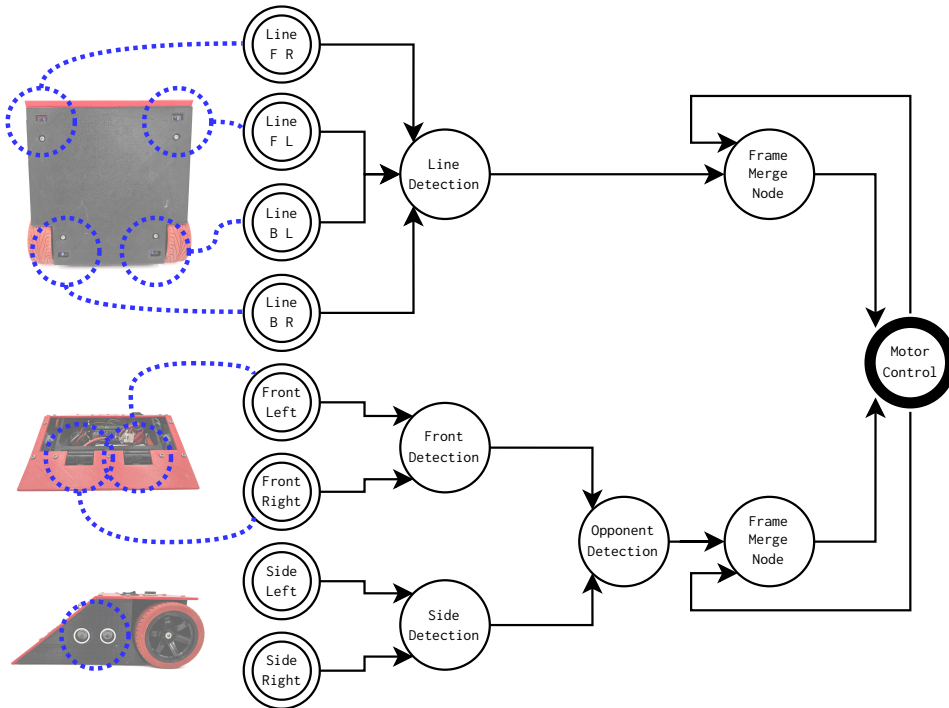 Line
F R
Line
F L
Line
B L
Line
B R
Line
Detection
Frame
Merge
Node
Motor
Control
Front
Left
Front
Right
Front
Detection
Side
Left
Side
Right
Side
Detection
Opponent
Detection
Frame
Merge
Node